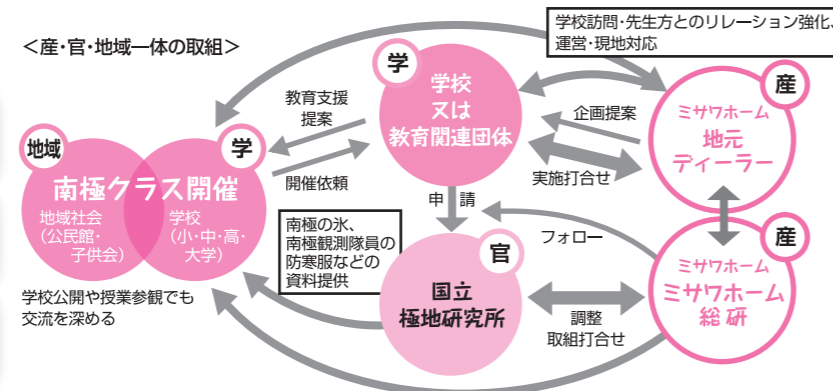 学校訪問・先生方とのリレーション強化、
運営・現地対応
＜産・官・地域一体の取組＞
学
学校
又は
教育関連団体
産
ミサワホーム
地元
ディーラー
教育支援
提案
企画提案
開催依頼
実施打合せ
地域
学
南極クラス開催
地域社会
（公民館・
子供会）
学校
（小・中・高・
大学）
学校公開や授業参観でも
交流を深める
申請
南極の氷、
南極観測隊員の
防寒服などの
資料提供
フォロー
官
国立
極地研究所
調整
取組打合せ
産
ミサワホーム
ミサワホーム
総研